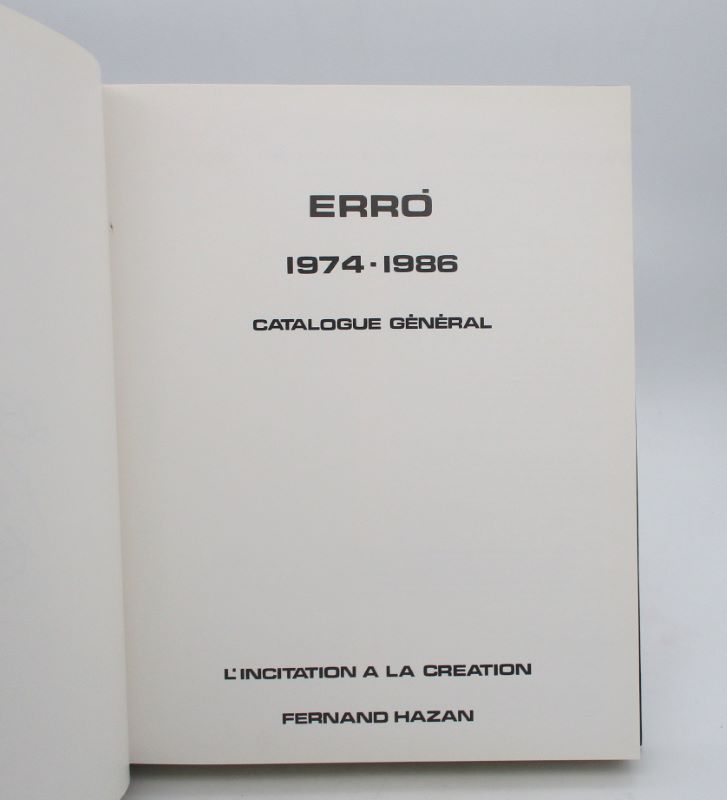 ERRÓ
1974·1986
CATALOGUE GÉNÉRAL
L'INCITATION A LA CREATION
FERNAND HAZAN